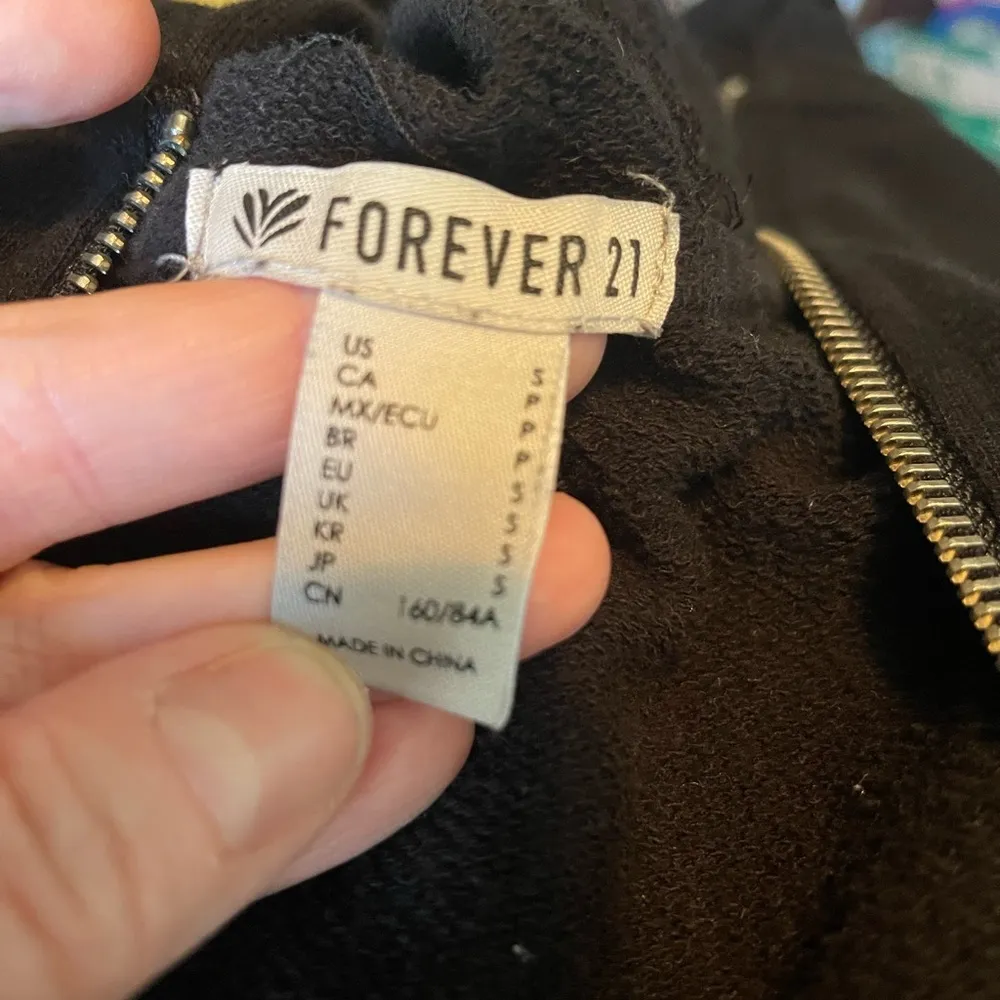 FOREVER 21
US S
CA P
MX/ECU P
BR P
EU S
UK S
KR S
JP S
CN 160/84A
MADE IN CHINA